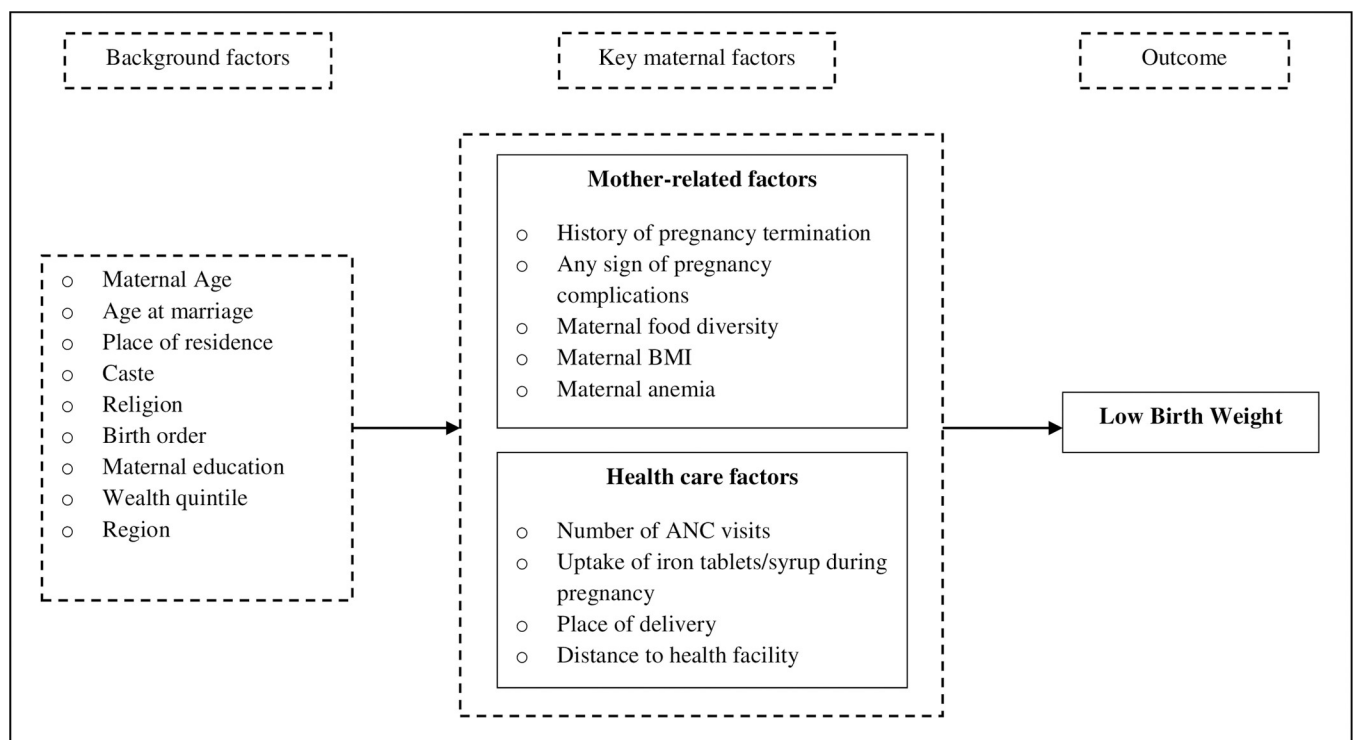 Background factors
Key maternal factors
Outcome
Maternal Age
Age at marriage
Place of residence
Caste
Religion
Birth order
Maternal education
Wealth quintile
Region
Mother-related factors
History of pregnancy termination
Any sign of pregnancy
complications
Maternal food diversity
Maternal BMI
Maternal anemia
Health care factors
Number of ANC visits
Uptake of iron tablets/syrup during
pregnancy
Place of delivery
Distance to health facility
Low Birth Weight